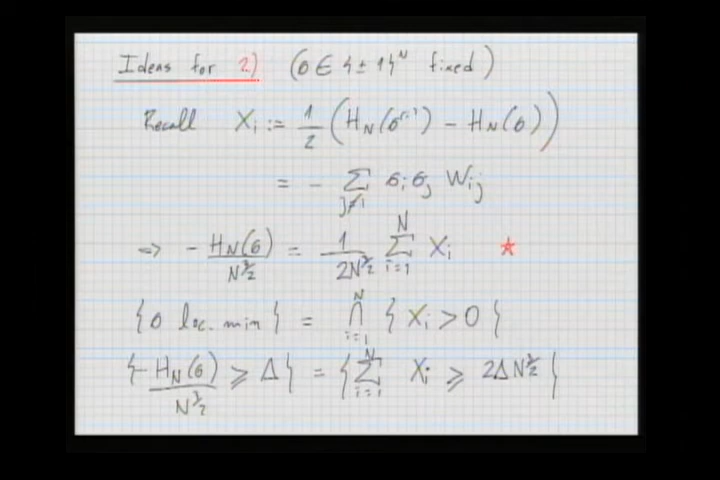 Ideas for 2) (σ ∈ {±1}^N fixed)
Recall X_i := 1/2 (H_N(σ^(i)) − H_N(σ))
= − Σ_{j≠i} σ_i σ_j W_ij
⇒ − H_N(σ)/N^{3/2} = 1/(2N^{3/2}) Σ_{i=1}^N X_i ★
{σ loc. min} = ∩_{i=1}^N {X_i > 0}
{− H_N(σ)/N^{3/2} ≥ Δ} = {Σ_{i=1}^N X_i ≥ 2ΔN^{3/2}}